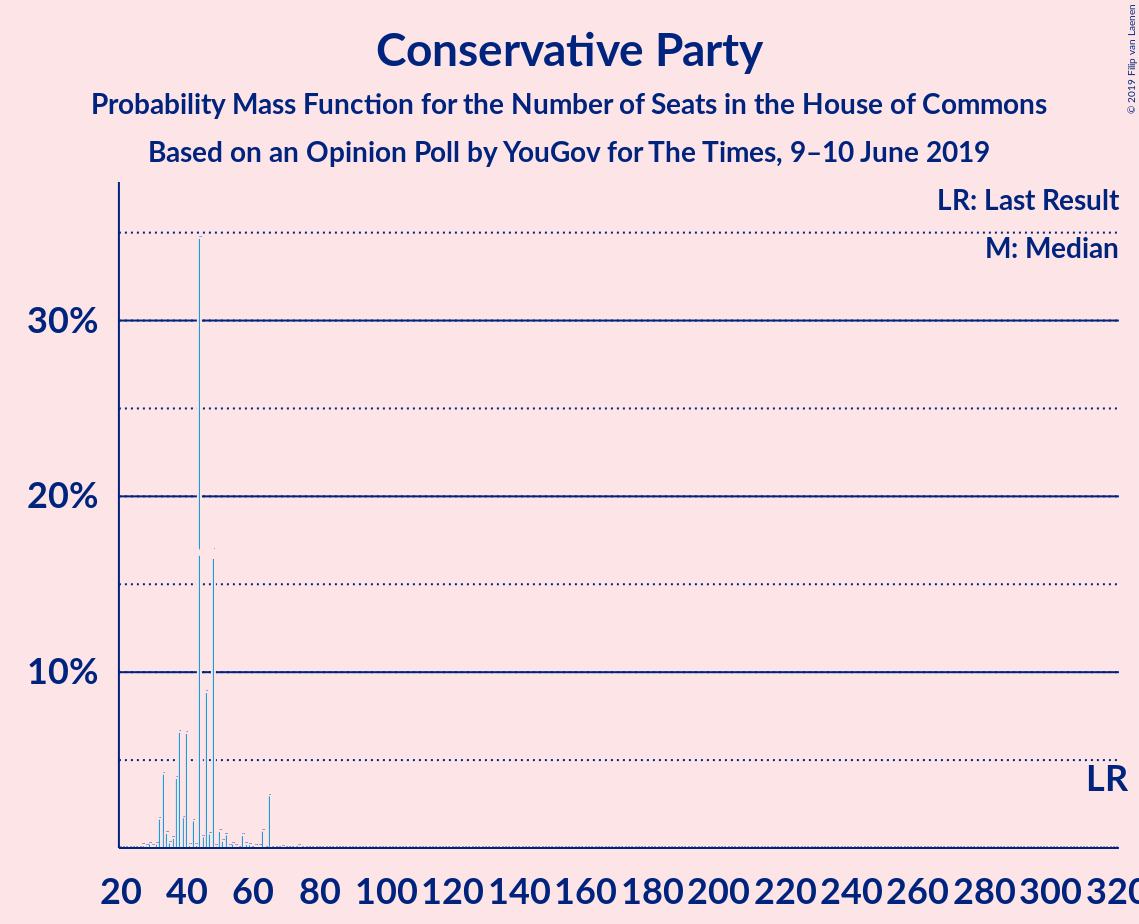 Conservative Party
Probability Mass Function for the Number of Seats in the House of Commons
Based on an Opinion Poll by YouGov for The Times, 9–10 June 2019
© 2019 Filip van Laenen
LR: Last Result
M: Median
30%
20%
10%
LR
20 40 60 80 100 120 140 160 180 200 220 240 260 280 300 320